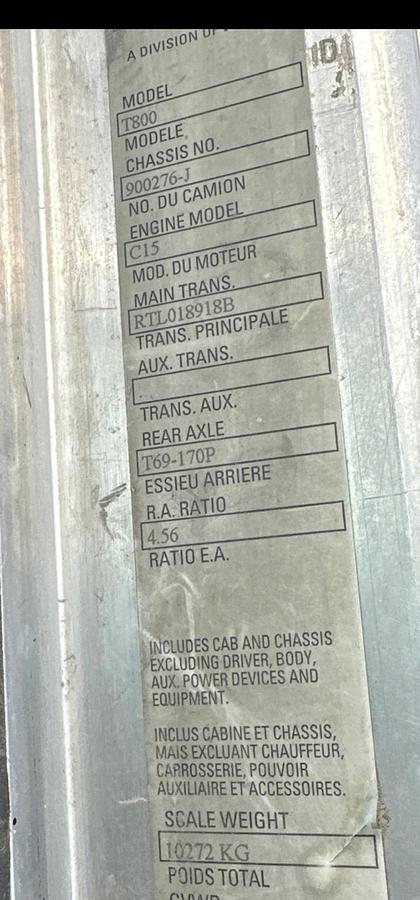 A DIVISION OF
MODEL
T800
MODELE
CHASSIS NO.
900276-J
NO. DU CAMION
ENGINE MODEL
C15
MOD. DU MOTEUR
MAIN TRANS.
RTL018918B
TRANS. PRINCIPALE
AUX. TRANS.
TRANS. AUX.
REAR AXLE
T69-170P
ESSIEU ARRIERE
R.A. RATIO
4.56
RATIO E.A.
INCLUDES CAB AND CHASSIS
EXCLUDING DRIVER, BODY,
AUX. POWER DEVICES AND
EQUIPMENT.
INCLUS CABINE ET CHASSIS,
MAIS EXCLUANT CHAUFFEUR,
CARROSSERIE, POUVOIR
AUXILIAIRE ET ACCESSOIRES.
SCALE WEIGHT
10272 KG
POIDS TOTAL